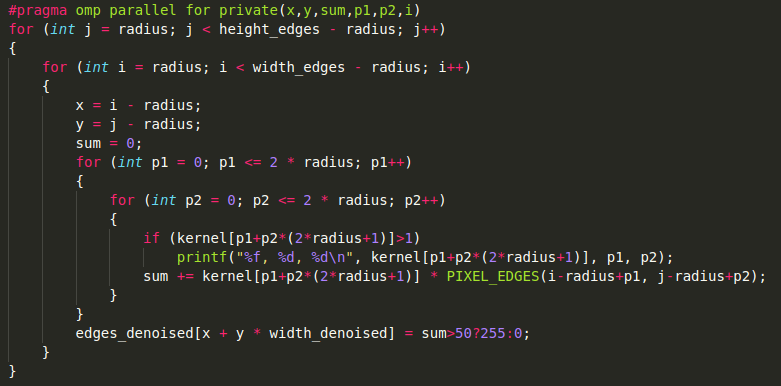 #pragma omp parallel for private(x,y,sum,p1,p2,i)
for (int j = radius; j < height_edges - radius; j++)
{
    for (int i = radius; i < width_edges - radius; i++)
    {
        x = i - radius;
        y = j - radius;
        sum = 0;
        for (int p1 = 0; p1 <= 2 * radius; p1++)
        {
            for (int p2 = 0; p2 <= 2 * radius; p2++)
            {
                if (kernel[p1+p2*(2*radius+1)]>1)
                    printf("%f, %d, %d\n", kernel[p1+p2*(2*radius+1)], p1, p2);
                sum += kernel[p1+p2*(2*radius+1)] * PIXEL_EDGES(i-radius+p1, j-radius+p2);
            }
        }
        edges_denoised[x + y * width_denoised] = sum>50?255:0;
    }
}